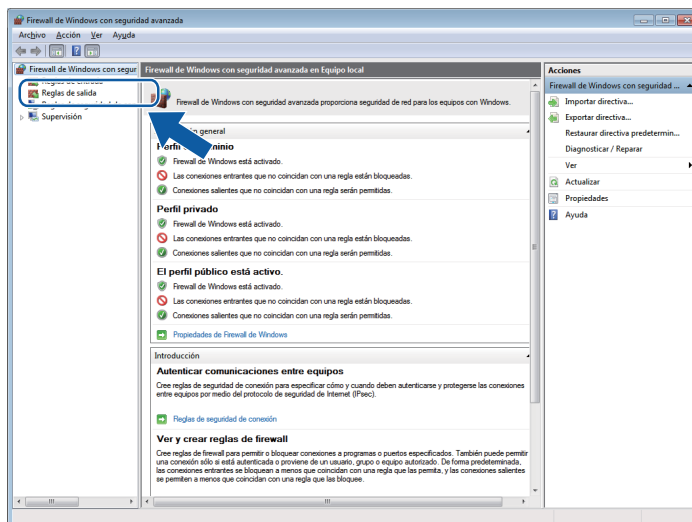 Firewall de Windows con seguridad avanzada
Archivo Acción Ver Ayuda
Firewall de Windows con segur
Reglas de entrada
Reglas de salida
Supervisión
Firewall de Windows con seguridad avanzada en Equipo local
Firewall de Windows con seguridad avanzada proporciona seguridad de red para los equipos con Windows.
general
Perfil
minio
Firewall de Windows está activado.
Las conexiones entrantes que no coincidan con una regla están bloqueadas.
Conexiones salientes que no coincidan con una regla serán permitidas.
Perfil privado
Firewall de Windows está activado.
Las conexiones entrantes que no coincidan con una regla están bloqueadas.
Conexiones salientes que no coincidan con una regla serán permitidas.
El perfil público está activo.
Firewall de Windows está activado.
Las conexiones entrantes que no coincidan con una regla están bloqueadas.
Conexiones salientes que no coincidan con una regla serán permitidas.
Propiedades de Firewall de Windows
Introducción
Autenticar comunicaciones entre equipos
Cree reglas de seguridad de conexión para especificar cómo y cuando deben autenticarse y protegerse las conexiones
entre equipos por medio del protocolo de seguridad de Internet (IPsec).
Reglas de seguridad de conexión
Ver y crear reglas de firewall
Cree reglas de firewall para permitir o bloquear conexiones a programas o puertos especificados. También puede permitir
una conexión sólo si está autenticada o proviene de un usuario, grupo o equipo autorizado. De forma predeterminada,
las conexiones entrantes se bloquean a menos que coincidan con una regla que las permita, y las conexiones salientes
se permiten a menos que coincidan con una regla que las bloquee.
Acciones
Firewall de Windows con seguridad ...
Importar directiva...
Exportar directiva...
Restaurar directiva predetermin...
Diagnosticar / Reparar
Ver
Actualizar
Propiedades
Ayuda